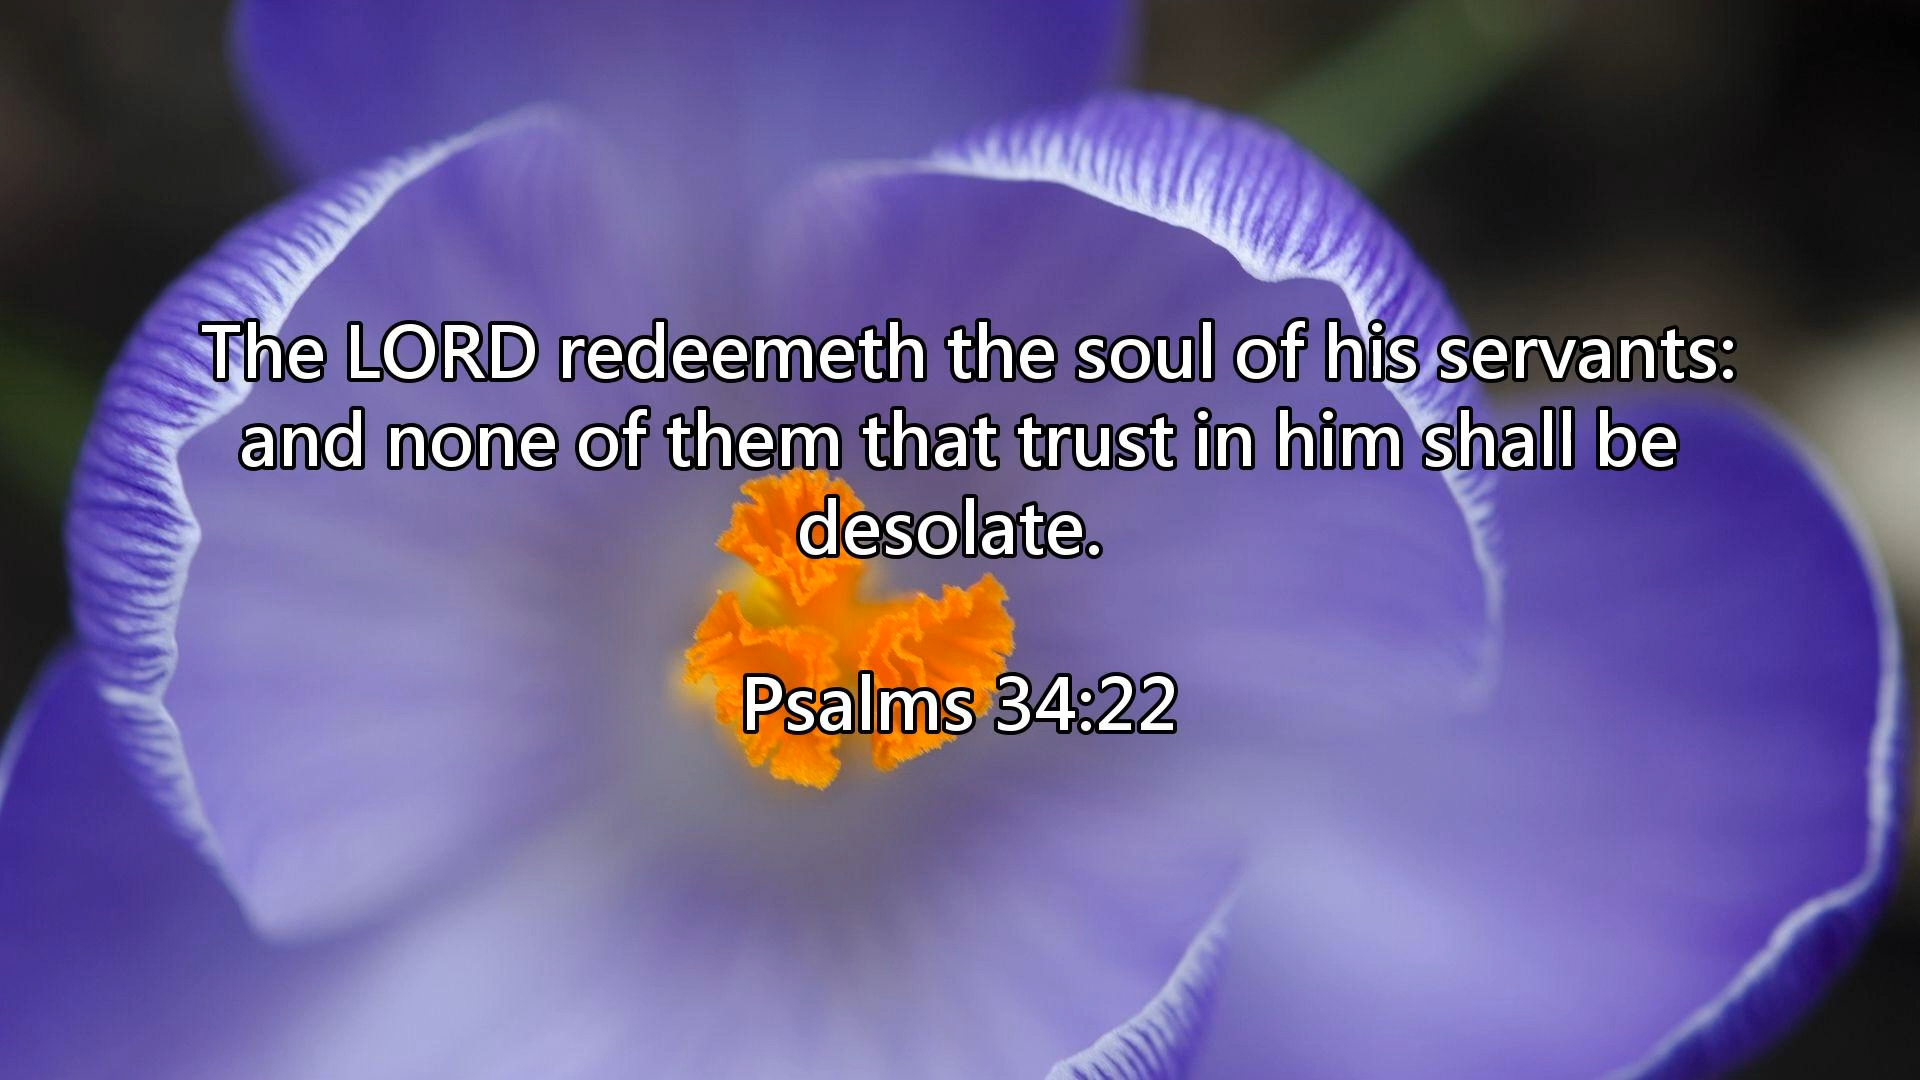 The LORD redeemeth the soul of his servants:
and none of them that trust in him shall be
desolate.
Psalms 34:22